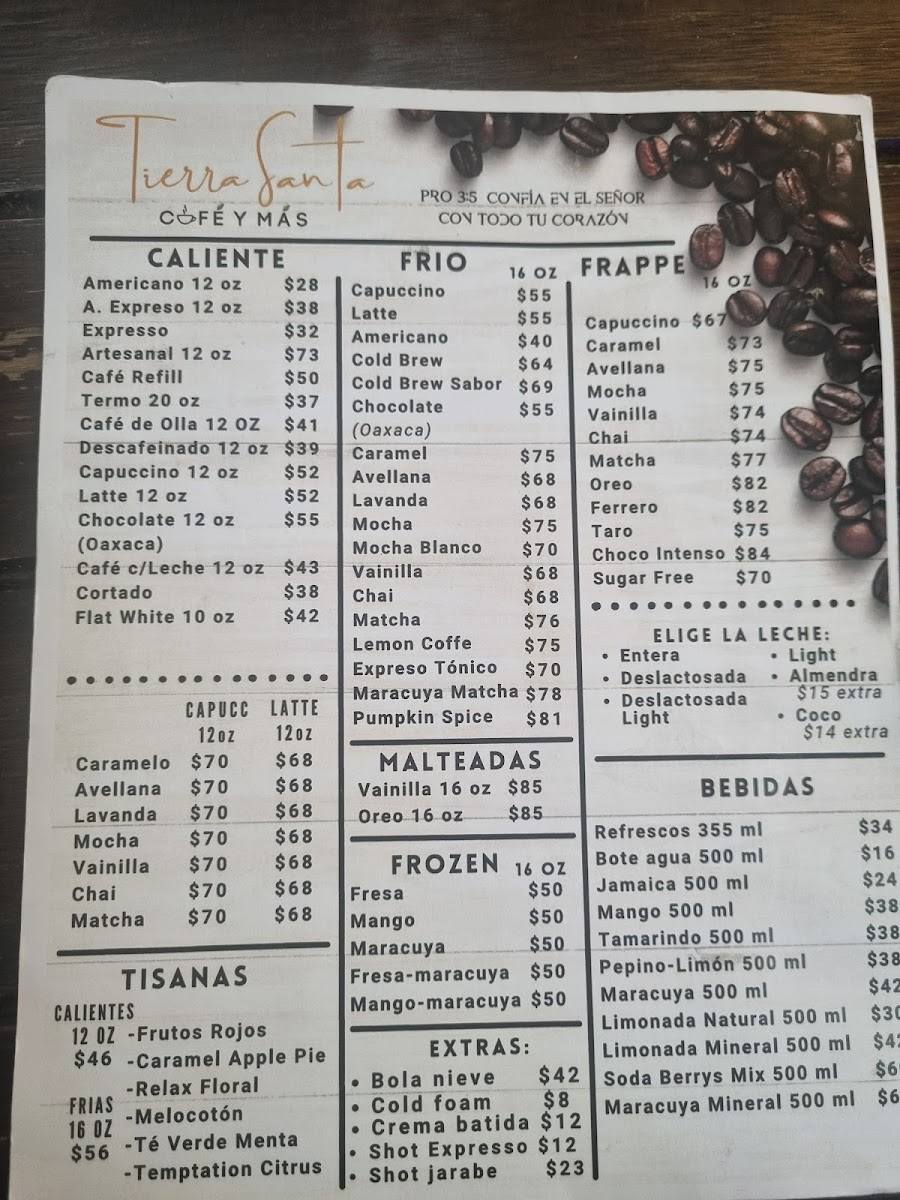 Tierra Santa
CAFÉ Y MÁS
PRO 3:5 CONFÍA EN EL SEÑOR
CON TODO TU CORAZÓN
CALIENTE
Americano 12 oz $28
A. Expreso 12 oz $38
Expresso $32
Artesanal 12 oz $73
Café Refill $50
Termo 20 oz $37
Café de Olla 12 OZ $41
Descafeinado 12 oz $39
Capuccino 12 oz $52
Latte 12 oz $52
Chocolate 12 oz $55
(Oaxaca)
Café c/Leche 12 oz $43
Cortado $38
Flat White 10 oz $42
CAPUCC LATTE
12oz 12oz
Caramelo $70 $68
Avellana $70 $68
Lavanda $70 $68
Mocha $70 $68
Vainilla $70 $68
Chai $70 $68
Matcha $70 $68
TISANAS
CALIENTES
12 OZ
$46
FRIAS
16 OZ
$56
-Frutos Rojos
-Caramel Apple Pie
-Relax Floral
-Melocotón
-Té Verde Menta
-Temptation Citrus
FRIO
16 OZ
Capuccino $55
Latte $55
Americano $40
Cold Brew $64
Cold Brew Sabor $69
Chocolate $55
(Oaxaca)
Caramel $75
Avellana $68
Lavanda $68
Mocha $75
Mocha Blanco $70
Vainilla $68
Chai $68
Matcha $76
Lemon Coffe $75
Expreso Tónico $70
Maracuya Matcha $78
Pumpkin Spice $81
MALTEADAS
Vainilla 16 oz $85
Oreo 16 oz $85
FROZEN 16 OZ
Fresa $50
Mango $50
Maracuya $50
Fresa-maracuya $50
Mango-maracuya $50
EXTRAS:
• Bola nieve $42
• Cold foam $8
• Crema batida $12
• Shot Expresso $12
• Shot jarabe $23
FRAPPE
16 OZ
Capuccino $67
Caramel $73
Avellana $75
Mocha $75
Vainilla $74
Chai $74
Matcha $77
Oreo $82
Ferrero $82
Taro $75
Choco Intenso $84
Sugar Free $70
ELIGE LA LECHE:
• Entera
• Deslactosada
• Deslactosada
Light
• Light
• Almendra
$15 extra
• Coco
$14 extra
BEBIDAS
Refrescos 355 ml $34
Bote agua 500 ml $16
Jamaica 500 ml $24
Mango 500 ml $38
Tamarindo 500 ml $38
Pepino-Limón 500 ml $38
Maracuya 500 ml $42
Limonada Natural 500 ml
Limonada Mineral 500 ml
Soda Berrys Mix 500 ml
Maracuya Mineral 500 ml